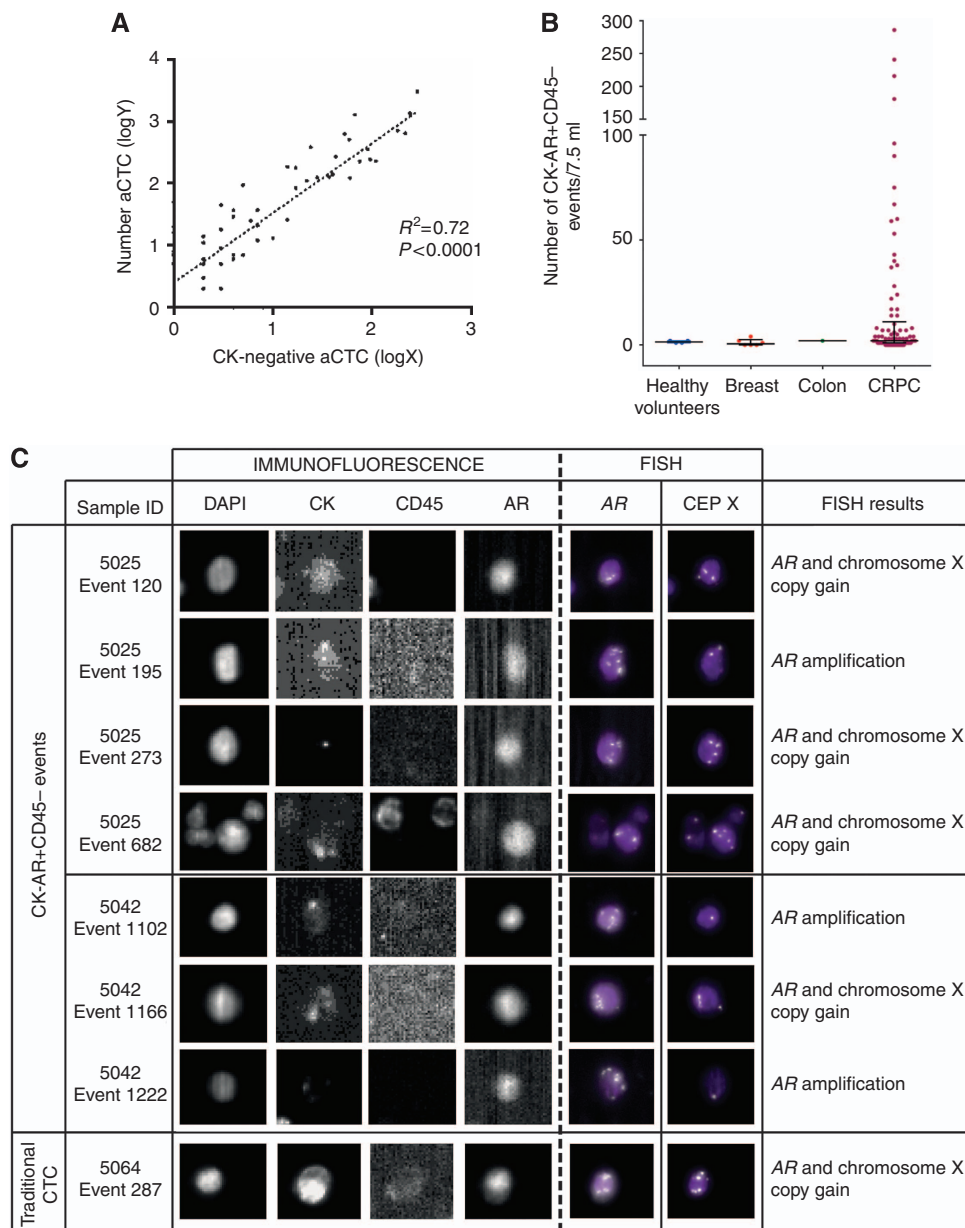 A
4
3
2
1
0
0
1
2
3
Number aCTC (logY)
CK-negative aCTC (logX)
R²=0.72
P<0.0001
B
300
250
200
150
100
50
0
Number of CK-AR+CD45–
events/7.5 ml
Healthy
volunteers
Breast
Colon
CRPC
C
IMMUNOFLUORESCENCE
FISH
Sample ID
DAPI
CK
CD45
AR
AR
CEP X
FISH results
CK-AR+CD45– events
5025
Event 120
AR and chromosome X
copy gain
5025
Event 195
AR amplification
5025
Event 273
AR and chromosome X
copy gain
5025
Event 682
AR and chromosome X
copy gain
5042
Event 1102
AR amplification
5042
Event 1166
AR and chromosome X
copy gain
5042
Event 1222
AR amplification
Traditional
CTC
5064
Event 287
AR and chromosome X
copy gain